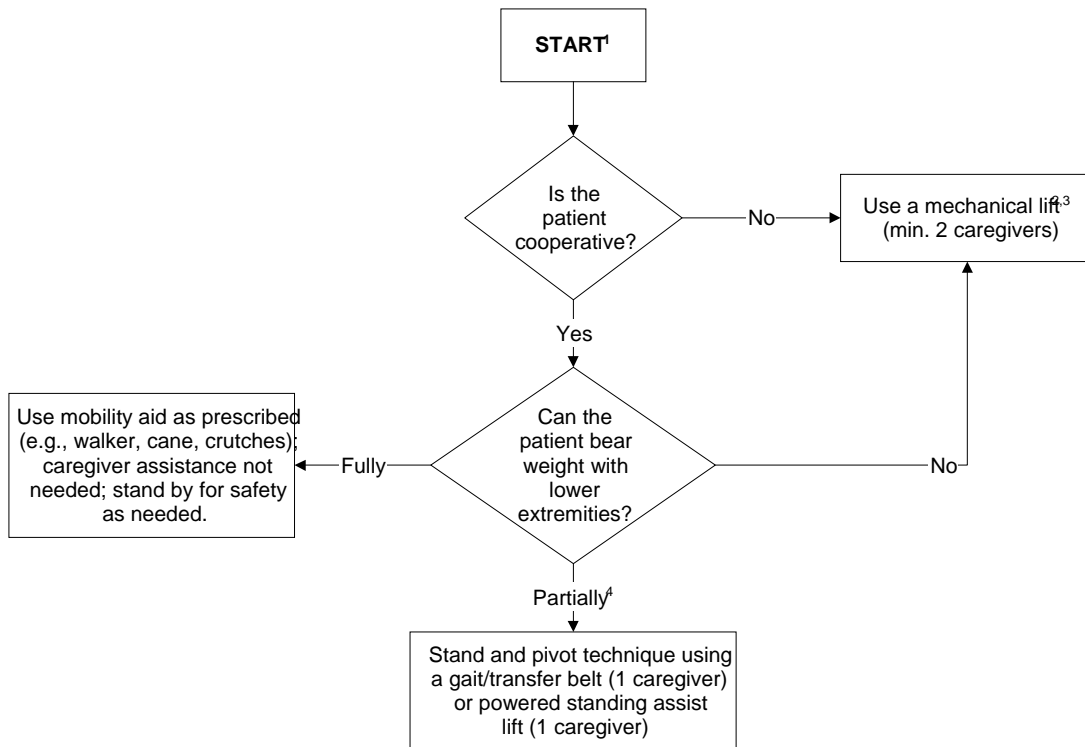 START¹
Is the
patient
cooperative?
No
Use a mechanical lift²,³
(min. 2 caregivers)
Yes
Can the
patient bear
weight with
lower
extremities?
Fully
Use mobility aid as prescribed
(e.g., walker, cane, crutches);
caregiver assistance not
needed; stand by for safety
as needed.
No
Partially⁴
Stand and pivot technique using
a gait/transfer belt (1 caregiver)
or powered standing assist
lift (1 caregiver)